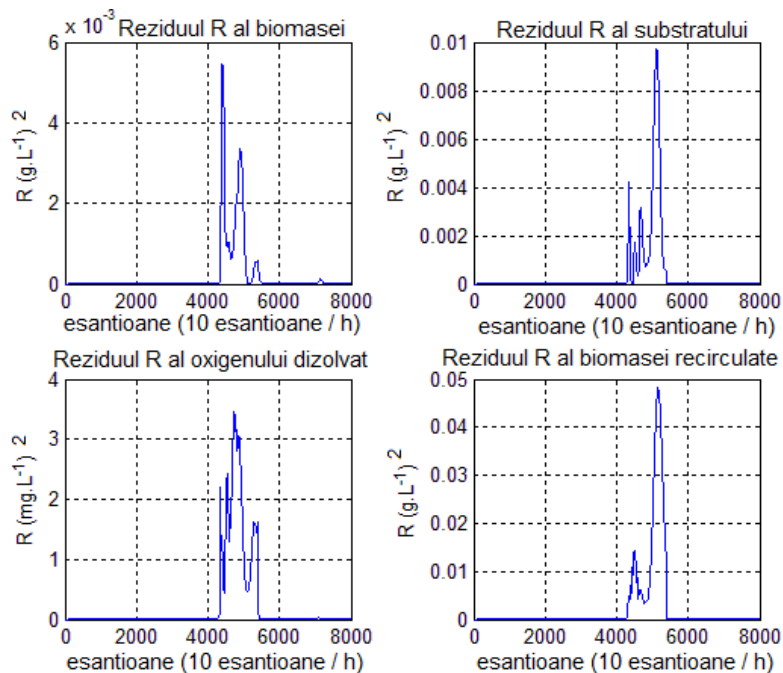 × 10⁻³ Reziduul R al biomasei
6
4
2
0
R (g.L⁻¹) ²
0 2000 4000 6000 8000
esantioane (10 esantioane / h)
Reziduul R al substratului
0.01
0.008
0.006
0.004
0.002
0
R (g.L⁻¹) ²
0 2000 4000 6000 8000
esantioane (10 esantioane / h)
Reziduul R al oxigenului dizolvat
4
3
2
1
0
R (mg.L⁻¹) ²
0 2000 4000 6000 8000
esantioane (10 esantioane / h)
Reziduul R al biomasei recirculate
0.05
0.04
0.03
0.02
0.01
0
R (g.L⁻¹) ²
0 2000 4000 6000 8000
esantioane (10 esantioane / h)